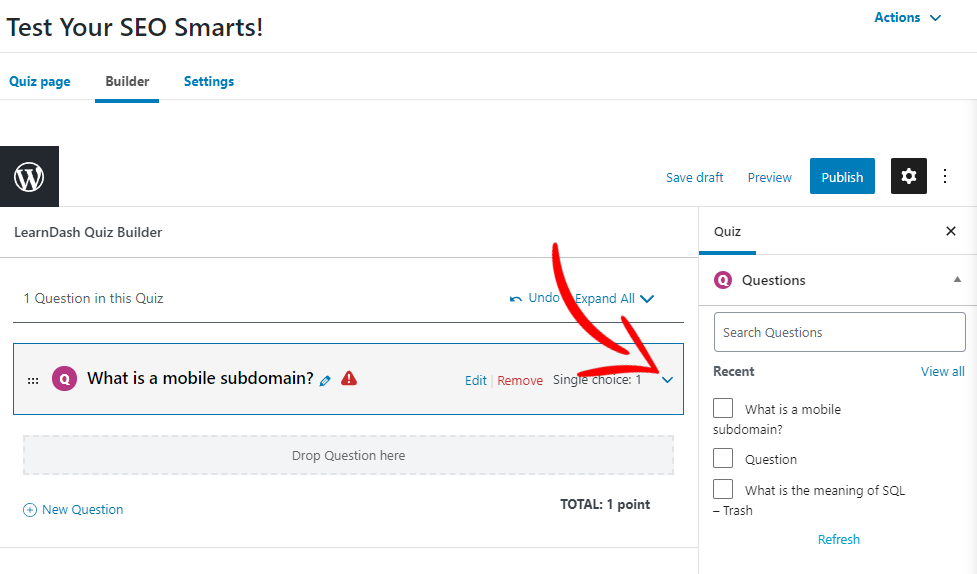 Test Your SEO Smarts!
Actions
Quiz page Builder Settings
Save draft Preview Publish
LearnDash Quiz Builder
1 Question in this Quiz
Undo Expand All
Q What is a mobile subdomain? Edit | Remove Single choice: 1
Drop Question here
New Question
TOTAL: 1 point
Quiz
Q Questions
Search Questions
Recent View all
What is a mobile
subdomain?
Question
What is the meaning of SQL
– Trash
Refresh